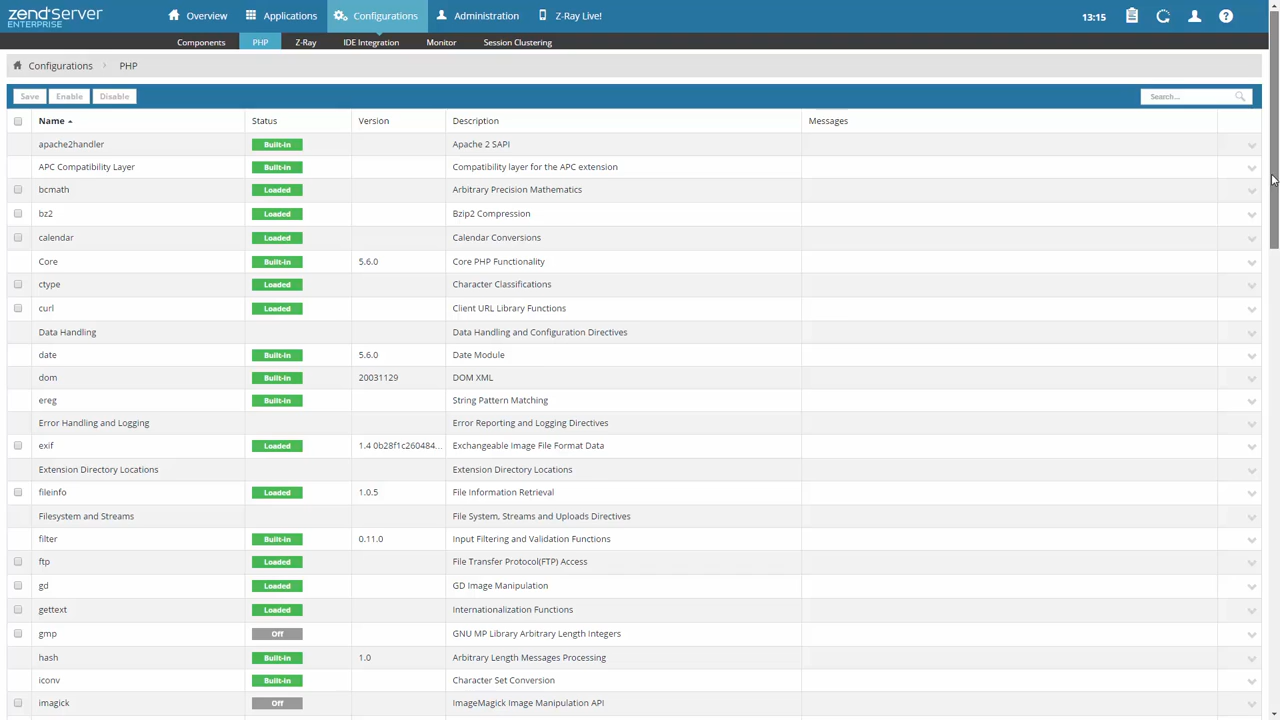 zend server Overview Applications Configurations Administration Z-Ray Live! 13:15
ENTERPRISE
Components PHP Z-Ray IDE Integration Monitor Session Clustering
Configurations PHP
Save Enable Disable Search...
Name Status Version Description Messages
apache2handler Built-in Apache 2 SAPI
APC Compatibility Layer Built-in Compatibility layer for the APC extension
bcmath Loaded Arbitrary Precision Mathematics
bz2 Loaded Bzip2 Compression
calendar Loaded Calendar Conversions
Core Built-in 5.6.0 Core PHP Functionality
ctype Loaded Character Classifications
curl Loaded Client URL Library Functions
Data Handling Data Handling and Configuration Directives
date Built-in 5.6.0 Date Module
dom Built-in 20031129 DOM XML
ereg Built-in String Pattern Matching
Error Handling and Logging Error Reporting and Logging Directives
exif Loaded 1.4 0b28f1c260484... Exchangeable Image File Format Data
Extension Directory Locations Extension Directory Locations
fileinfo Loaded 1.0.5 File Information Retrieval
Filesystem and Streams File System, Streams and Uploads Directives
filter Built-in 0.11.0 Input Filtering and Validation Functions
ftp Loaded File Transfer Protocol(FTP) Access
gd Loaded GD Image Manipulation
gettext Loaded Internationalization Functions
gmp Off GNU MP Library Arbitrary Length Integers
hash Built-in 1.0 Arbitrary Length Messages Processing
iconv Built-in Character Set Conversion
imagick Off ImageMagick Image Manipulation API